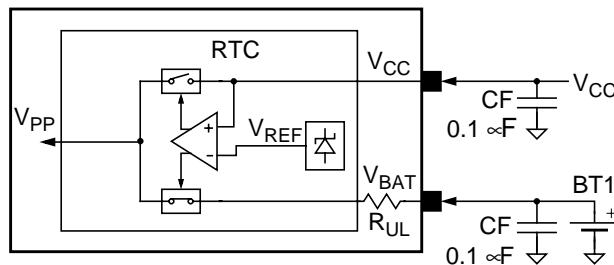 RTC
V_CC
V_CC
CF
0.1 ∝F
V_PP
+
V_REF
–
V_BAT
BT1
R_UL
+
CF
0.1 ∝F